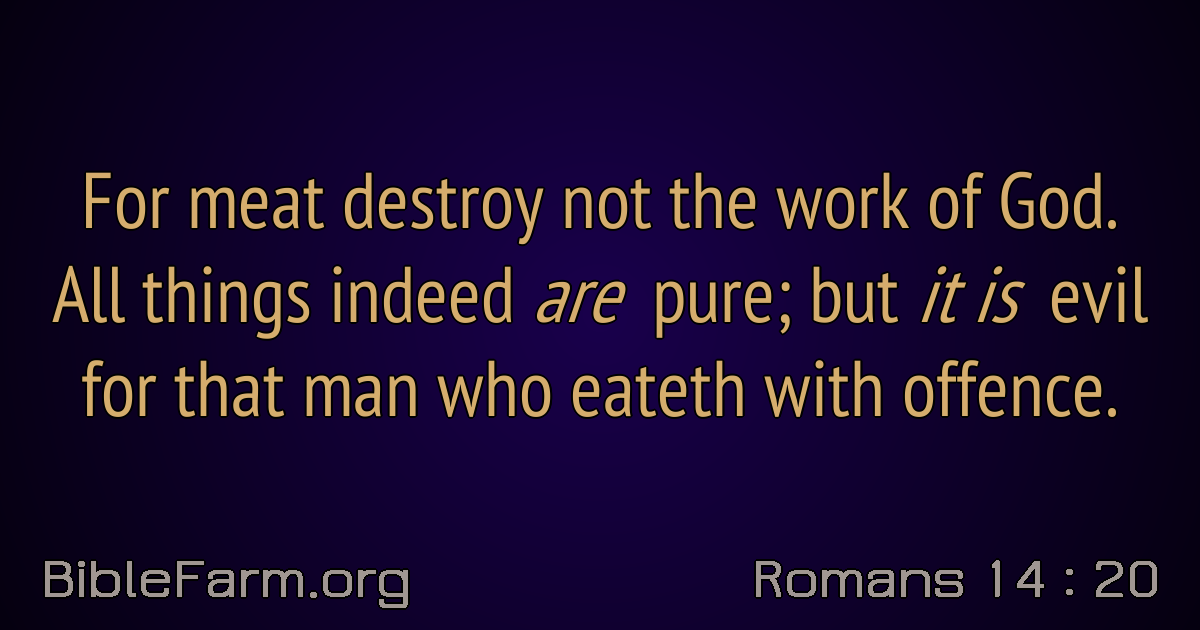 For meat destroy not the work of God.
All things indeed are pure; but it is evil
for that man who eateth with offence.
BibleFarm.org
Romans 14 : 20